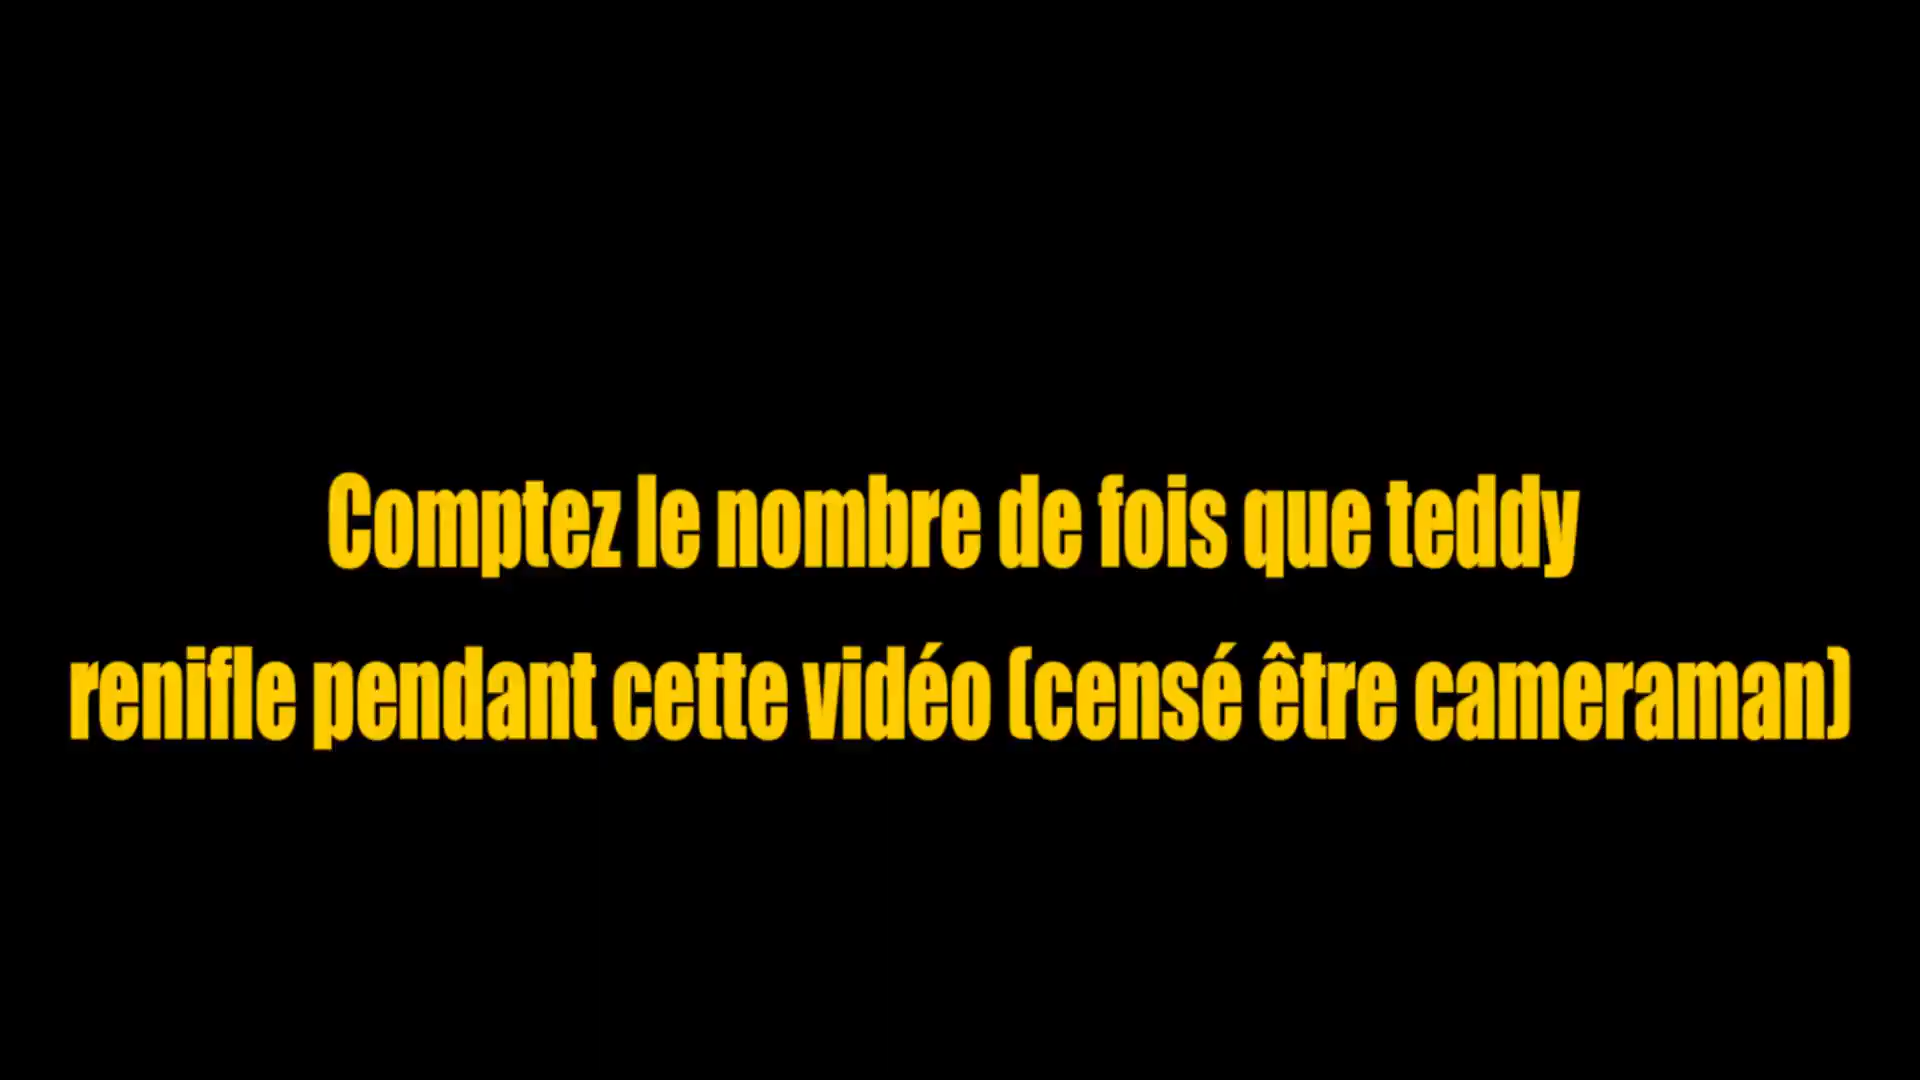 Comptez le nombre de fois que teddy
renifle pendant cette vidéo (censé être cameraman)